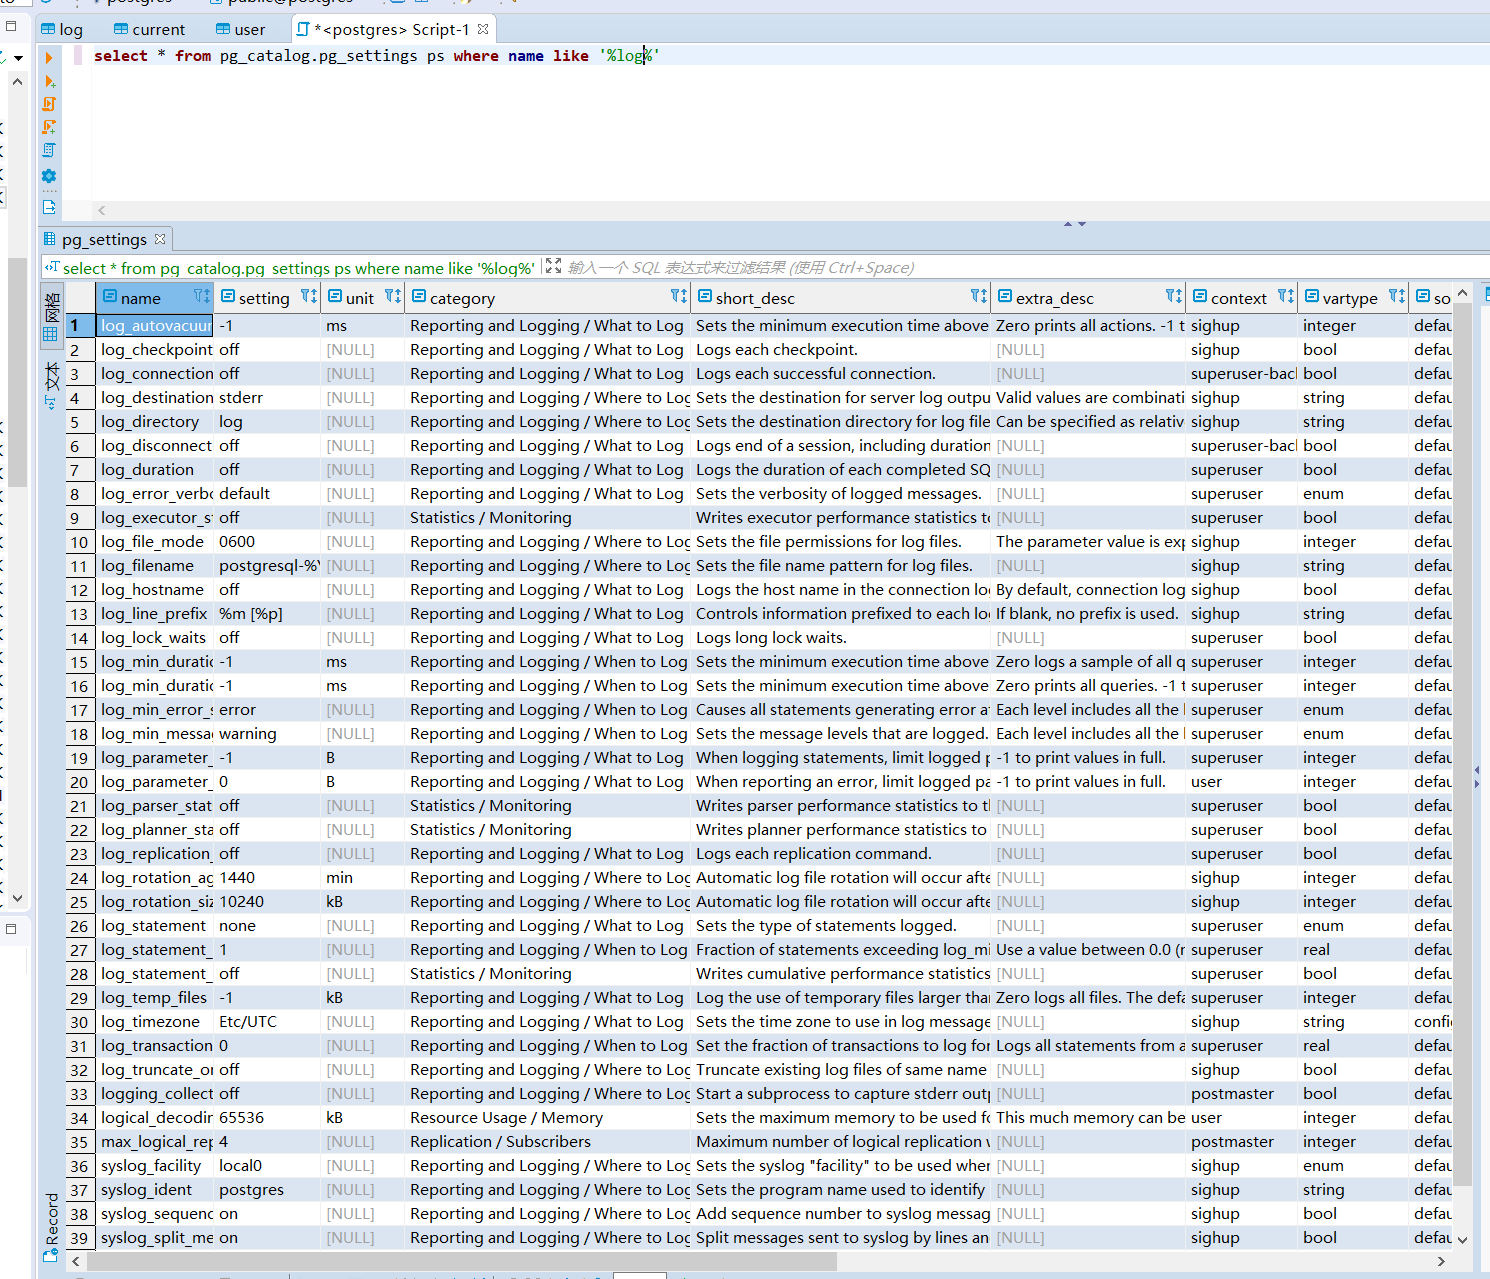 log current user *<postgres> Script-1
select * from pg_catalog.pg_settings ps where name like '%log%'
pg_settings
select * from pg_catalog.pg_settings ps where name like '%log%' 输入一个 SQL 表达式来过滤结果 (使用 Ctrl+Space)
网格
文本
Record
name setting unit category short_desc extra_desc context vartype so
1 log_autovacuur -1 ms Reporting and Logging / What to Log Sets the minimum execution time above Zero prints all actions. -1 t sighup integer defau
2 log_checkpoint off [NULL] Reporting and Logging / What to Log Logs each checkpoint. [NULL] sighup bool defau
3 log_connection off [NULL] Reporting and Logging / What to Log Logs each successful connection. [NULL] superuser-bacl bool defau
4 log_destination stderr [NULL] Reporting and Logging / Where to Log Sets the destination for server log outpu Valid values are combinati sighup string defau
5 log_directory log [NULL] Reporting and Logging / Where to Log Sets the destination directory for log file Can be specified as relativ sighup string defau
6 log_disconnect off [NULL] Reporting and Logging / What to Log Logs end of a session, including duration [NULL] superuser-bacl bool defau
7 log_duration off [NULL] Reporting and Logging / What to Log Logs the duration of each completed SQ [NULL] superuser bool defau
8 log_error_verbo default [NULL] Reporting and Logging / What to Log Sets the verbosity of logged messages. [NULL] superuser enum defau
9 log_executor_s off [NULL] Statistics / Monitoring Writes executor performance statistics to [NULL] superuser bool defau
10 log_file_mode 0600 [NULL] Reporting and Logging / Where to Log Sets the file permissions for log files. The parameter value is exp sighup integer defau
11 log_filename postgresql-%Y [NULL] Reporting and Logging / Where to Log Sets the file name pattern for log files. [NULL] sighup string defau
12 log_hostname off [NULL] Reporting and Logging / What to Log Logs the host name in the connection log By default, connection log sighup bool defau
13 log_line_prefix %m [%p] [NULL] Reporting and Logging / What to Log Controls information prefixed to each log If blank, no prefix is used. sighup string defau
14 log_lock_waits off [NULL] Reporting and Logging / What to Log Logs long lock waits. [NULL] superuser bool defau
15 log_min_duratic -1 ms Reporting and Logging / When to Log Sets the minimum execution time above Zero logs a sample of all q superuser integer defau
16 log_min_duratic -1 ms Reporting and Logging / When to Log Sets the minimum execution time above Zero prints all queries. -1 t superuser integer defau
17 log_min_error_s error [NULL] Reporting and Logging / When to Log Causes all statements generating error at Each level includes all the l superuser enum defau
18 log_min_messa warning [NULL] Reporting and Logging / When to Log Sets the message levels that are logged. Each level includes all the l superuser enum defau
19 log_parameter_ -1 B Reporting and Logging / What to Log When logging statements, limit logged p -1 to print values in full. superuser integer defau
20 log_parameter_ 0 B Reporting and Logging / What to Log When reporting an error, limit logged pa -1 to print values in full. user integer defau
21 log_parser_stat off [NULL] Statistics / Monitoring Writes parser performance statistics to tl [NULL] superuser bool defau
22 log_planner_sta off [NULL] Statistics / Monitoring Writes planner performance statistics to [NULL] superuser bool defau
23 log_replication_ off [NULL] Reporting and Logging / What to Log Logs each replication command. [NULL] superuser bool defau
24 log_rotation_ag 1440 min Reporting and Logging / Where to Log Automatic log file rotation will occur afte [NULL] sighup integer defau
25 log_rotation_siz 10240 kB Reporting and Logging / Where to Log Automatic log file rotation will occur afte [NULL] sighup integer defau
26 log_statement none [NULL] Reporting and Logging / What to Log Sets the type of statements logged. [NULL] superuser enum defau
27 log_statement_ 1 [NULL] Reporting and Logging / When to Log Fraction of statements exceeding log_mi Use a value between 0.0 (n superuser real defau
28 log_statement_ off [NULL] Statistics / Monitoring Writes cumulative performance statistics [NULL] superuser bool defau
29 log_temp_files -1 kB Reporting and Logging / What to Log Log the use of temporary files larger tha Zero logs all files. The defa superuser integer defau
30 log_timezone Etc/UTC [NULL] Reporting and Logging / What to Log Sets the time zone to use in log message [NULL] sighup string confi
31 log_transaction 0 [NULL] Reporting and Logging / When to Log Set the fraction of transactions to log for Logs all statements from a superuser real defau
32 log_truncate_or off [NULL] Reporting and Logging / Where to Log Truncate existing log files of same name [NULL] sighup bool defau
33 logging_collect off [NULL] Reporting and Logging / Where to Log Start a subprocess to capture stderr outp [NULL] postmaster bool defau
34 logical_decodin 65536 kB Resource Usage / Memory Sets the maximum memory to be used fo This much memory can be user integer defau
35 max_logical_rep 4 [NULL] Replication / Subscribers Maximum number of logical replication w [NULL] postmaster integer defau
36 syslog_facility local0 [NULL] Reporting and Logging / Where to Log Sets the syslog "facility" to be used wher [NULL] sighup enum defau
37 syslog_ident postgres [NULL] Reporting and Logging / Where to Log Sets the program name used to identify [NULL] sighup string defau
38 syslog_sequenc on [NULL] Reporting and Logging / Where to Log Add sequence number to syslog messag [NULL] sighup bool defau
39 syslog_split_me on [NULL] Reporting and Logging / Where to Log Split messages sent to syslog by lines an [NULL] sighup bool defau